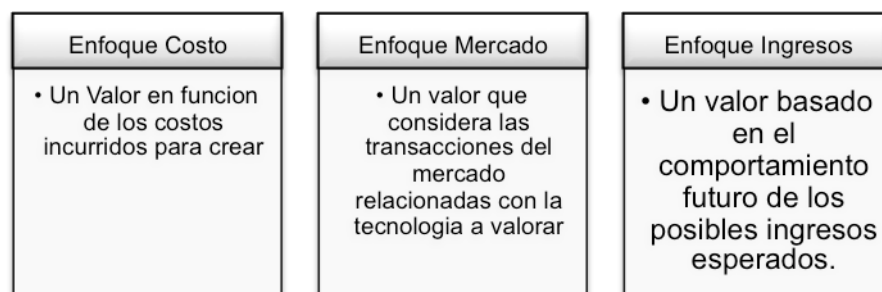 Enfoque Costo
• Un Valor en funcion
de los costos
incurridos para crear
Enfoque Mercado
• Un valor que
considera las
transacciones del
mercado
relacionadas con la
tecnologia a valorar
Enfoque Ingresos
• Un valor basado
en el
comportamiento
futuro de los
posibles ingresos
esperados.